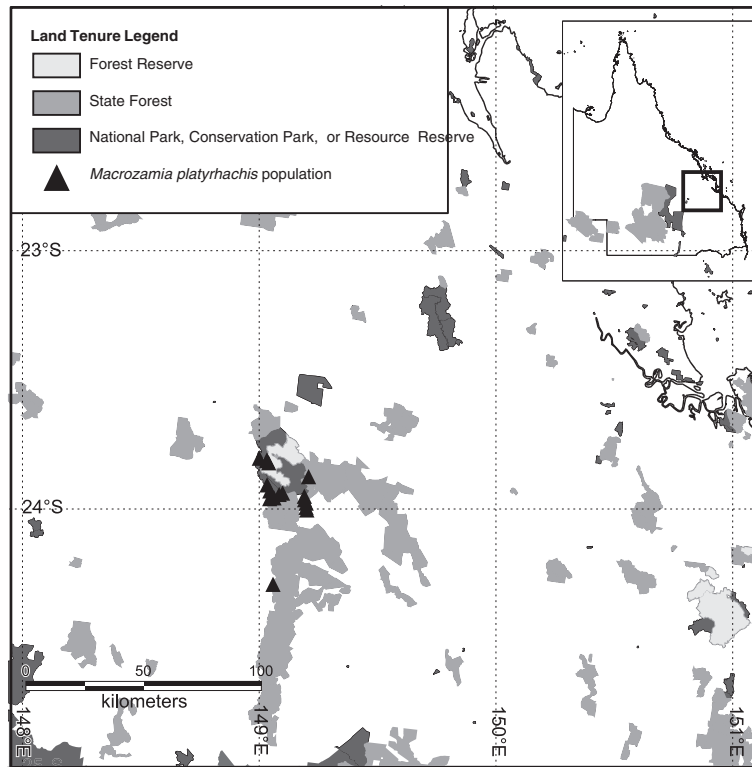 Land Tenure Legend
Forest Reserve
State Forest
National Park, Conservation Park, or Resource Reserve
Macrozamia platyrhachis population
23°S
24°S
0 50 100
kilometers
148°E
149°E
150°E
151°E